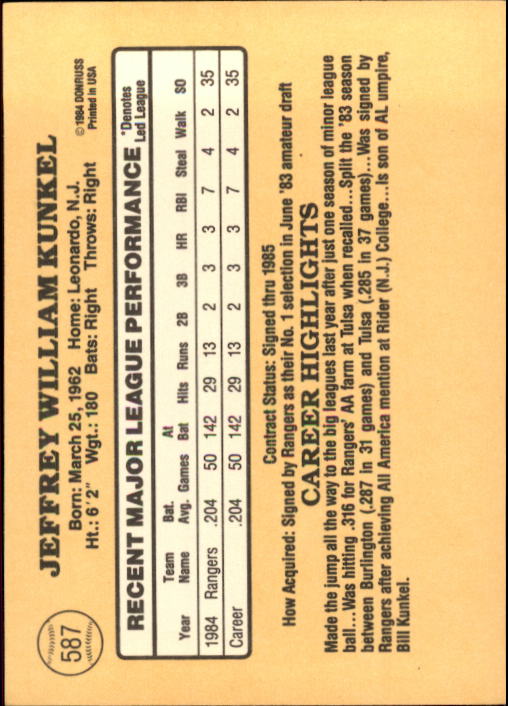 587
JEFFREY WILLIAM KUNKEL
Born: March 25, 1962 Home: Leonardo, N.J.
Ht.: 6'2" Wgt.: 180 Bats: Right Throws: Right
© 1984 DONRUSS
Printed in USA
RECENT MAJOR LEAGUE PERFORMANCE
*Denotes
Led League
Year Team Name Bat. Avg. Games At Bat Hits Runs 2B 3B HR RBI Steal Walk SO
1984 Rangers .204 50 142 29 13 2 3 3 7 4 2 35
Career .204 50 142 29 13 2 3 3 7 4 2 35
Contract Status: Signed thru 1985
How Acquired: Signed by Rangers as their No. 1 selection in June '83 amateur draft
CAREER HIGHLIGHTS
Made the jump all the way to the big leagues last year after just one season of minor league
ball...Was hitting .316 for Rangers' AA farm at Tulsa when recalled...Split the '83 season
between Burlington (.287 in 31 games) and Tulsa (.285 in 37 games)...Was signed by
Rangers after achieving All America mention at Rider (N.J.) College...Is son of AL umpire,
Bill Kunkel.